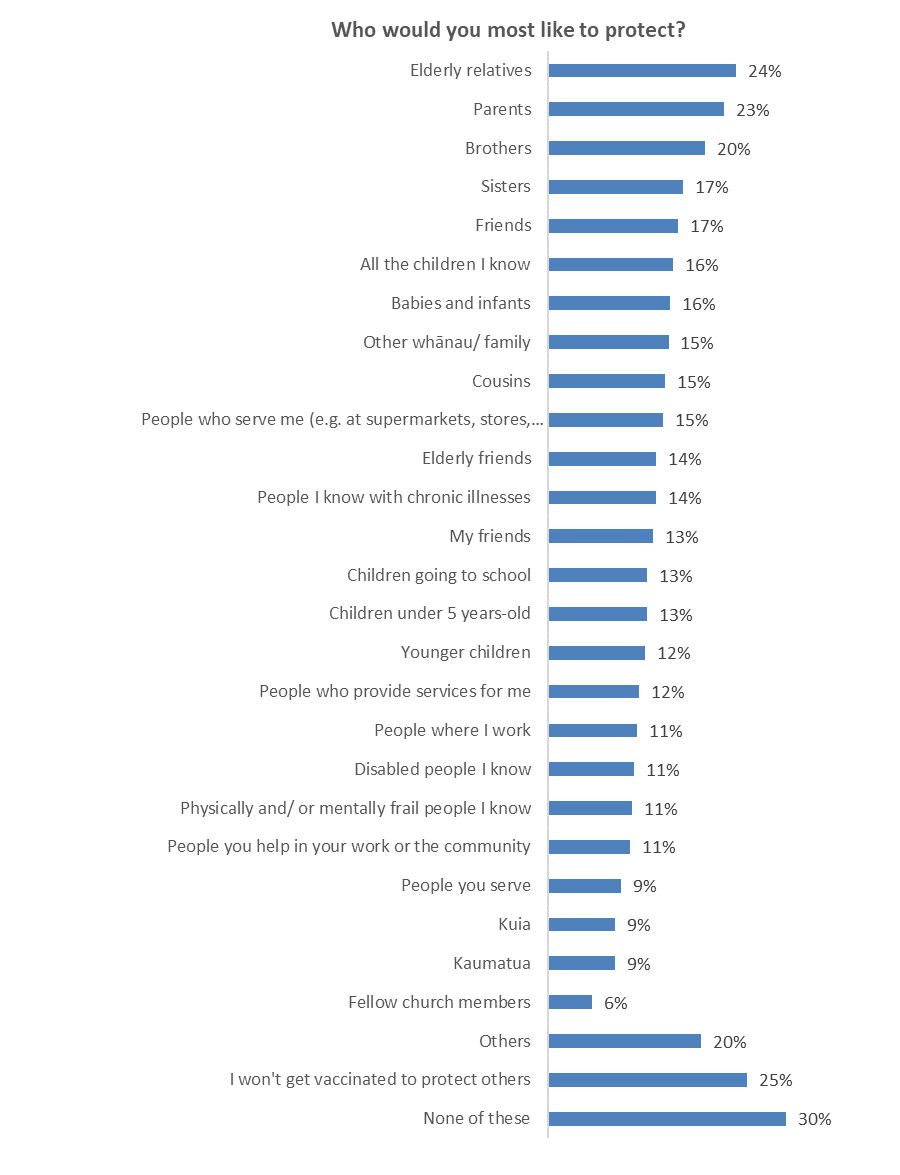 Who would you most like to protect?
Elderly relatives 24%
Parents 23%
Brothers 20%
Sisters 17%
Friends 17%
All the children I know 16%
Babies and infants 16%
Other whānau/ family 15%
Cousins 15%
People who serve me (e.g. at supermarkets, stores,... 15%
Elderly friends 14%
People I know with chronic illnesses 14%
My friends 13%
Children going to school 13%
Children under 5 years-old 13%
Younger children 12%
People who provide services for me 12%
People where I work 11%
Disabled people I know 11%
Physically and/ or mentally frail people I know 11%
People you help in your work or the community 11%
People you serve 9%
Kuia 9%
Kaumatua 9%
Fellow church members 6%
Others 20%
I won't get vaccinated to protect others 25%
None of these 30%